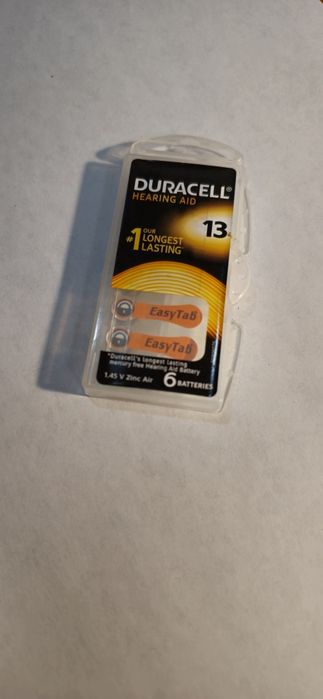 DURACELL®
HEARING AID
13
#1 OUR
LONGEST
LASTING
EasyTab
EasyTab
*Duracell's longest lasting
mercury free Hearing Aid Battery
1.45 V Zinc Air 6 BATTERIES